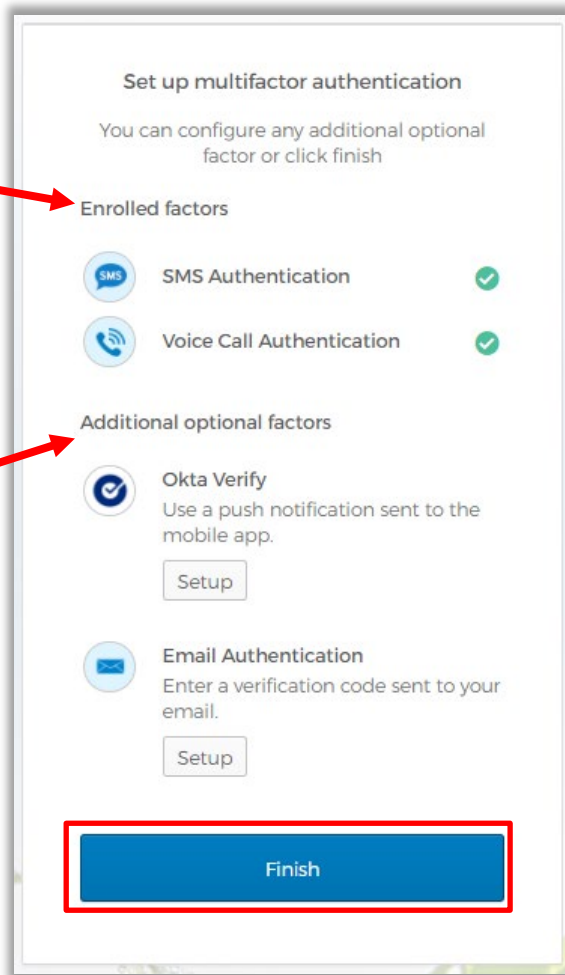 Set up multifactor authentication
You can configure any additional optional
factor or click finish
Enrolled factors
SMS
SMS Authentication
Voice Call Authentication
Additional optional factors
Okta Verify
Use a push notification sent to the
mobile app.
Setup
Email Authentication
Enter a verification code sent to your
email.
Setup
Finish